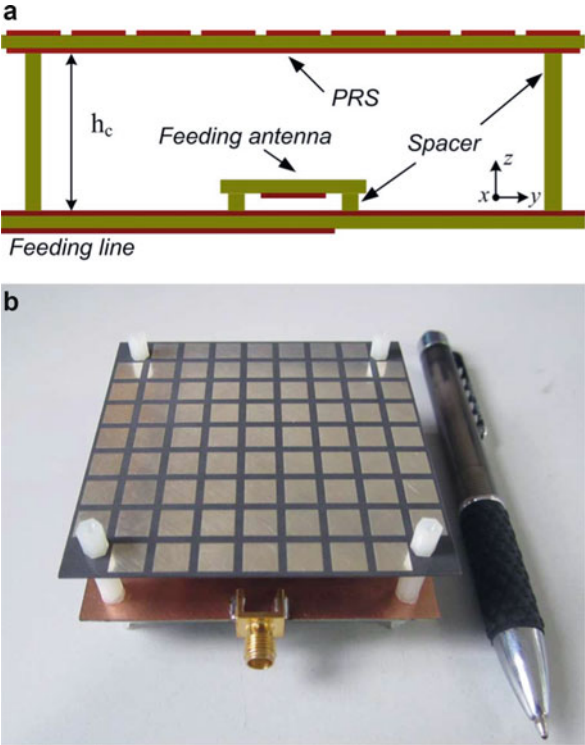 a
PRS
h_c
Feeding antenna
Spacer
z
x
y
Feeding line
b